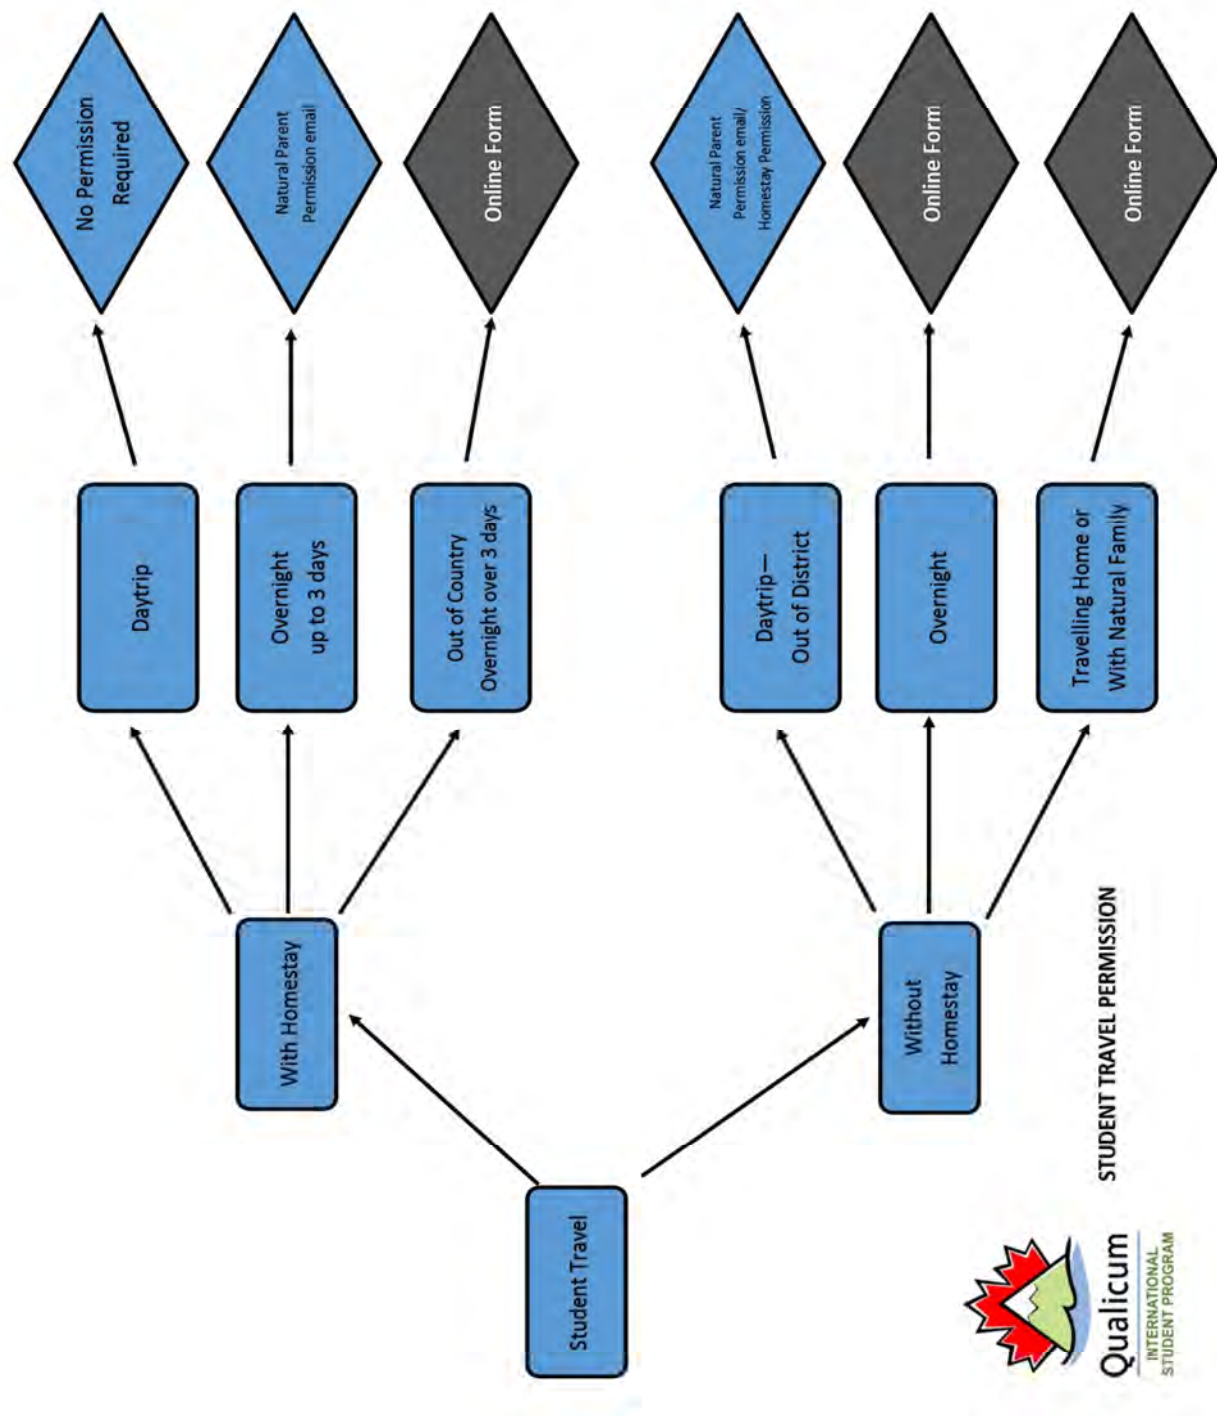 Student Travel
With Homestay
Daytrip
No Permission
Required
Overnight
up to 3 days
Natural Parent
Permission email
Out of Country
Overnight over 3 days
Online Form
Without
Homestay
Daytrip—
Out of District
Natural Parent
Permission email/
Homestay Permission
Overnight
Online Form
Travelling Home or
With Natural Family
Online Form
Qualicum
INTERNATIONAL
STUDENT PROGRAM
STUDENT TRAVEL PERMISSION